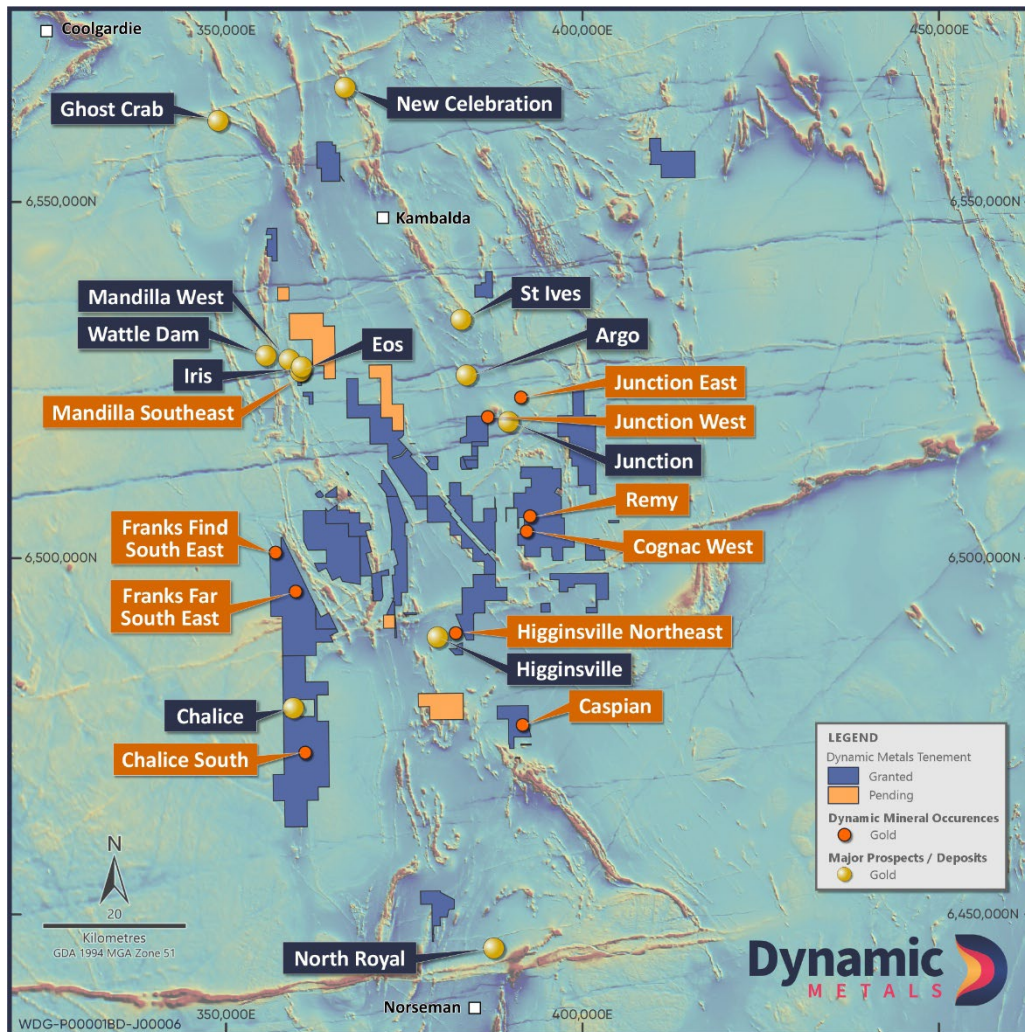 Coolgardie
350,000E
400,000E
450,000E
Ghost Crab
New Celebration
6,550,000N
6,550,000N
Kambalda
Mandilla West
St Ives
Wattle Dam
Eos
Argo
Iris
Junction East
Mandilla Southeast
Junction West
Junction
Remy
Franks Find
South East
Cognac West
6,500,000N
6,500,000N
Franks Far
South East
Higginsville Northeast
Higginsville
Chalice
Caspian
Chalice South
LEGEND
Dynamic Metals Tenement
Granted
Pending
Dynamic Mineral Occurences
Gold
Major Prospects / Deposits
Gold
N
20
Kilometres
GDA 1994 MGA Zone 51
6,450,000N
North Royal
Dynamic
METALS
Norseman
WDG-P00001BD-J00006
350,000E
400,000E